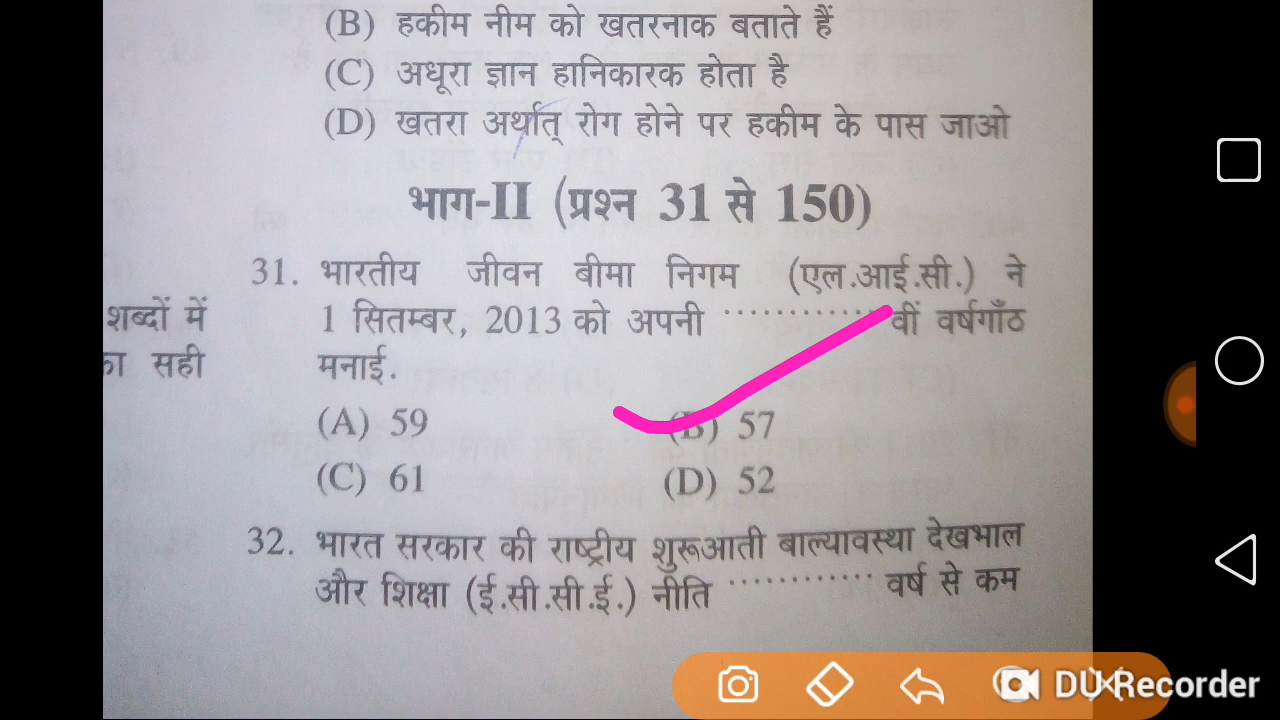 (B) हकीम नीम को खतरनाक बताते हैं
(C) अधूरा ज्ञान हानिकारक होता है
(D) खतरा अर्थात् रोग होने पर हकीम के पास जाओ
भाग-II (प्रश्न 31 से 150)
31. भारतीय जीवन बीमा निगम (एल.आई.सी.) ने
1 सितम्बर, 2013 को अपनी ............ वीं वर्षगाँठ
मनाई.
(A) 59 (B) 57
(C) 61 (D) 52
32. भारत सरकार की राष्ट्रीय शुरूआती बाल्यावस्था देखभाल
और शिक्षा (ई.सी.सी.ई.) नीति ............ वर्ष से कम
शब्दों में
का सही
DU Recorder